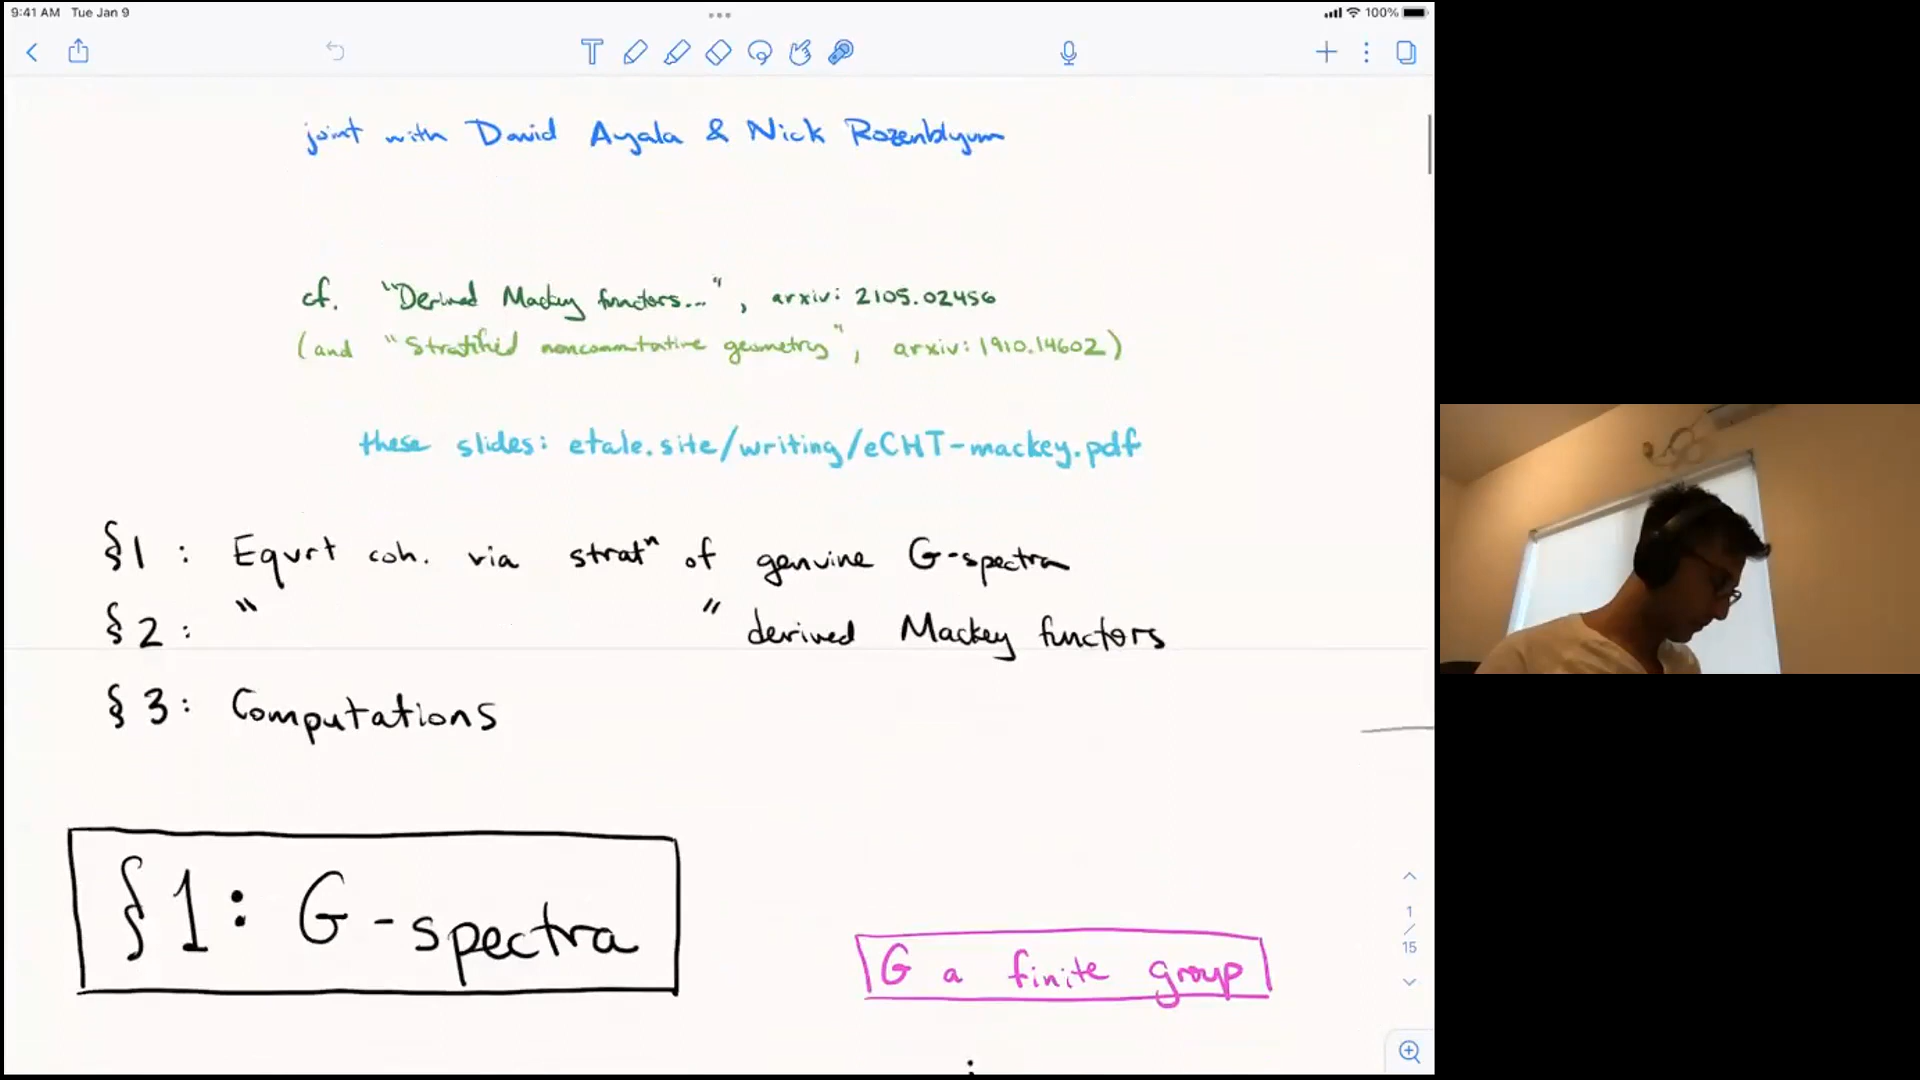 9:41 AM Tue Jan 9
100%
joint with David Ayala & Nick Rozenblyum
cf. "Derived Mackey functors...", arxiv: 2105.02456
(and "Stratified noncommutative geometry", arxiv: 1910.14602)
these slides: etale.site/writing/eCHT-mackey.pdf
§1: Eqvrt coh. via stratⁿ of genuine G-spectra
§2: " " derived Mackey functors
§3: Computations
§1: G-spectra
G a finite group
1
/
15